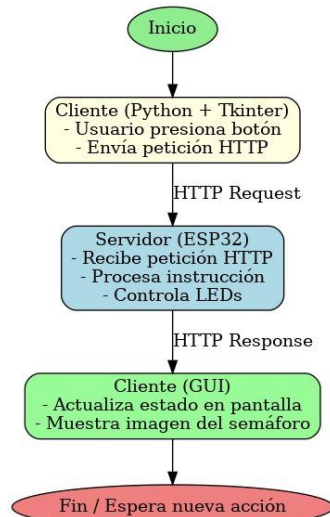 Inicio
Cliente (Python + Tkinter)
- Usuario presiona botón
- Envía petición HTTP
HTTP Request
Servidor (ESP32)
- Recibe petición HTTP
- Procesa instrucción
- Controla LEDs
HTTP Response
Cliente (GUI)
- Actualiza estado en pantalla
- Muestra imagen del semáforo
Fin / Espera nueva acción